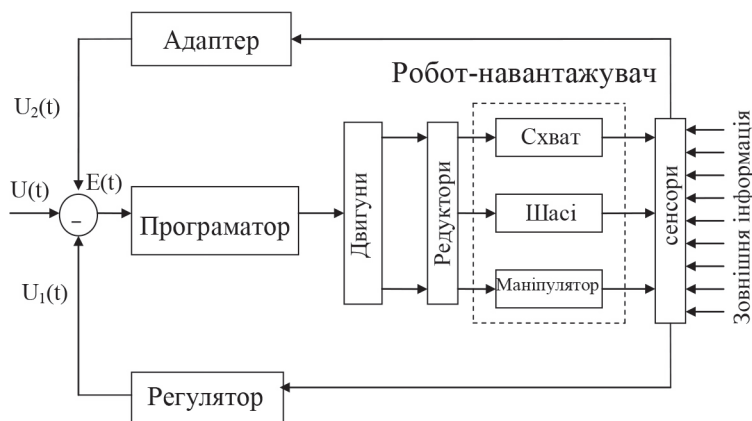 Адаптер
Робот-навантажувач
U₂(t)
Схват
U(t)
E(t)
-
Програматор
Двигуни
Редуктори
Шасі
сенсори
Зовнішня інформація
U₁(t)
Маніпулятор
Регулятор